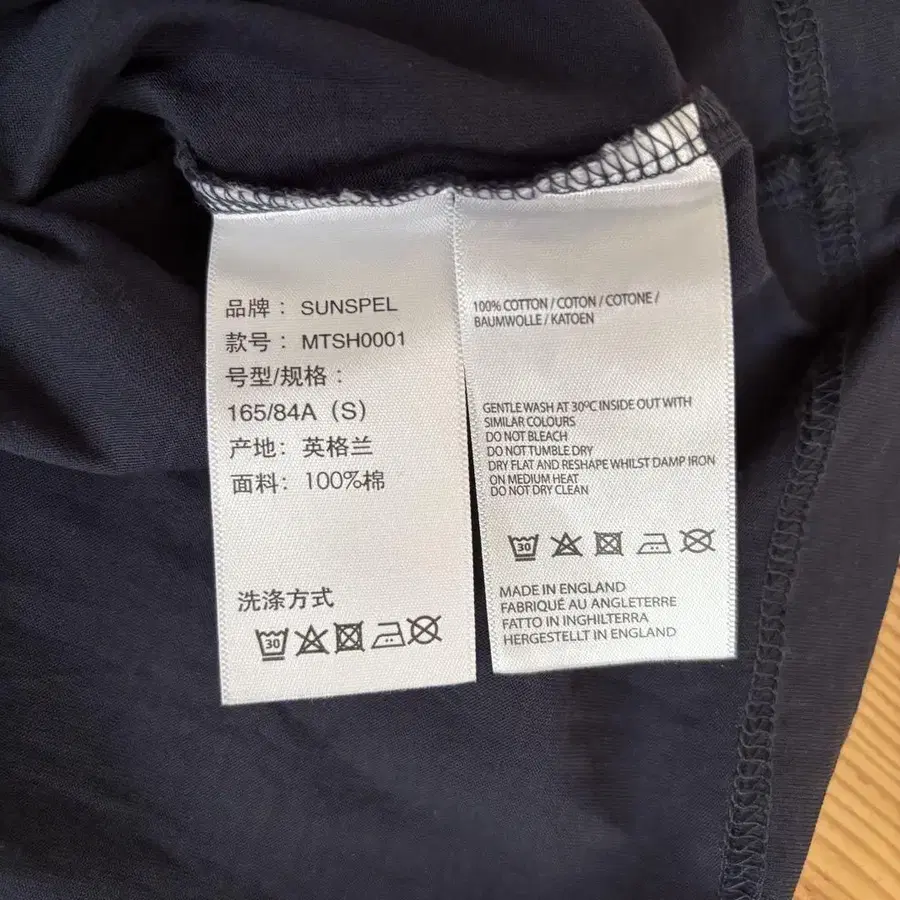 品牌：SUNSPEL
款号：MTSH0001
号型/规格：
165/84A（S）
产地：英格兰
面料：100%棉
洗涤方式
30
100% COTTON / COTON / COTONE /
BAUMWOLLE / KATOEN
GENTLE WASH AT 30ºC INSIDE OUT WITH
SIMILAR COLOURS
DO NOT BLEACH
DO NOT TUMBLE DRY
DRY FLAT AND RESHAPE WHILST DAMP IRON
ON MEDIUM HEAT
DO NOT DRY CLEAN
30
MADE IN ENGLAND
FABRIQUÉ AU ANGLETERRE
FATTO IN INGHILTERRA
HERGESTELLT IN ENGLAND